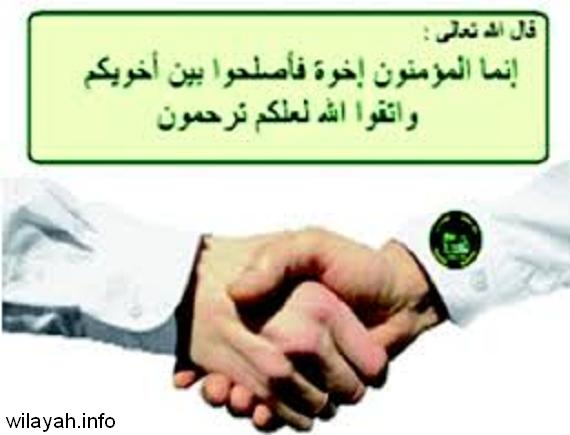 قال الله تعالى :
إنما المؤمنون إخوة فأصلحوا بين أخويكم
واتقوا الله لعلكم ترحمون
wilayah.info